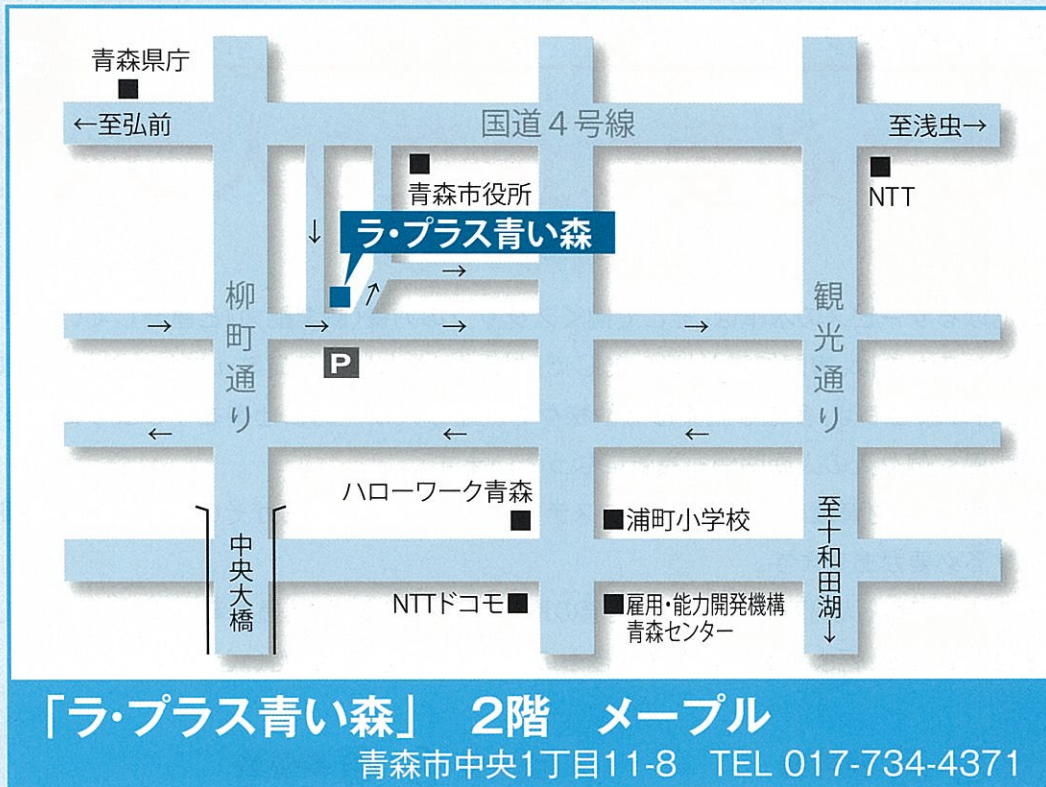 青森県庁
←至弘前
国道4号線
至浅虫→
青森市役所
NTT
ラ・プラス青い森
柳町通り
観光通り
P
ハローワーク青森
浦町小学校
至十和田湖↓
中央大橋
NTTドコモ
雇用・能力開発機構
青森センター
「ラ・プラス青い森」 2階 メープル
青森市中央1丁目11-8 TEL 017-734-4371